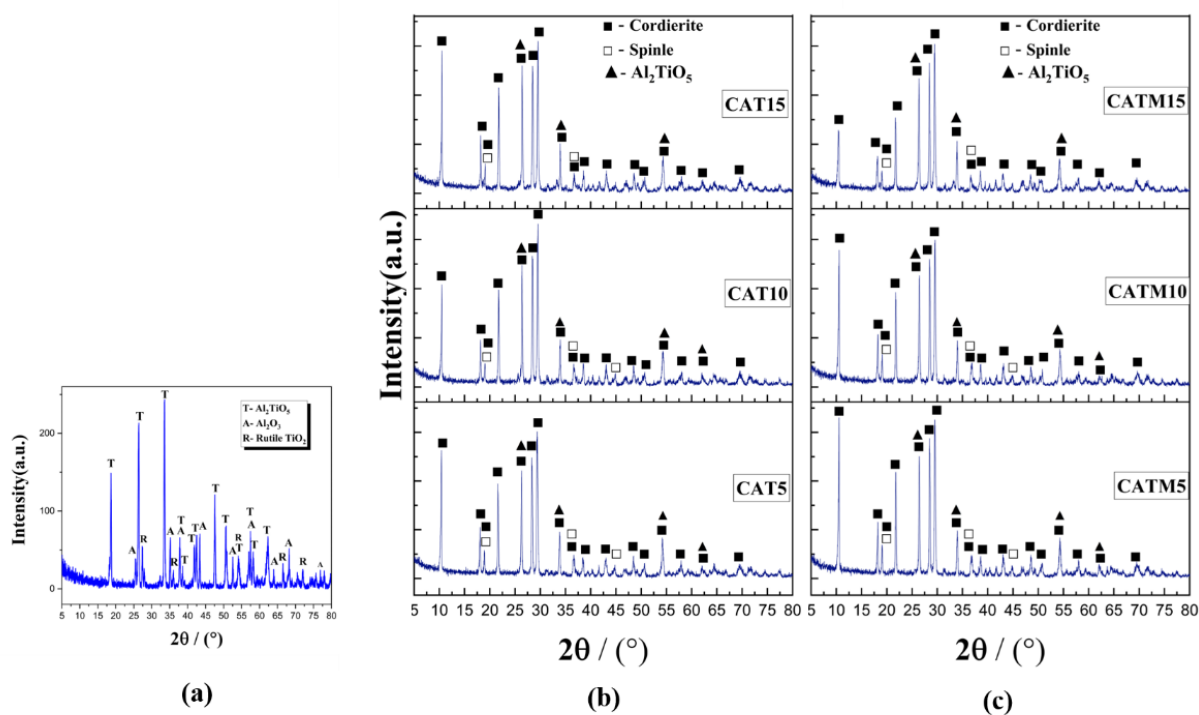 Intensity(a.u.)
200
100
0
T- Al₂TiO₅
A- Al₂O₃
R- Rutile TiO₂
T
T
T
A
R
A
R
T
A
T
T
T
A
T
T
A
R
T
T
A
T
T
A
R
A
R
A
5 10 15 20 25 30 35 40 45 50 55 60 65 70 75 80
2θ / (°)
(a)
Intensity(a.u.)
■ - Cordierite
□ - Spinle
▲- Al₂TiO₅
CAT15
CAT10
CAT5
5 10 15 20 25 30 35 40 45 50 55 60 65 70 75 80
2θ / (°)
(b)
■ - Cordierite
□ - Spinle
▲- Al₂TiO₅
CATM15
CATM10
CATM5
5 10 15 20 25 30 35 40 45 50 55 60 65 70 75 80
2θ / (°)
(c)